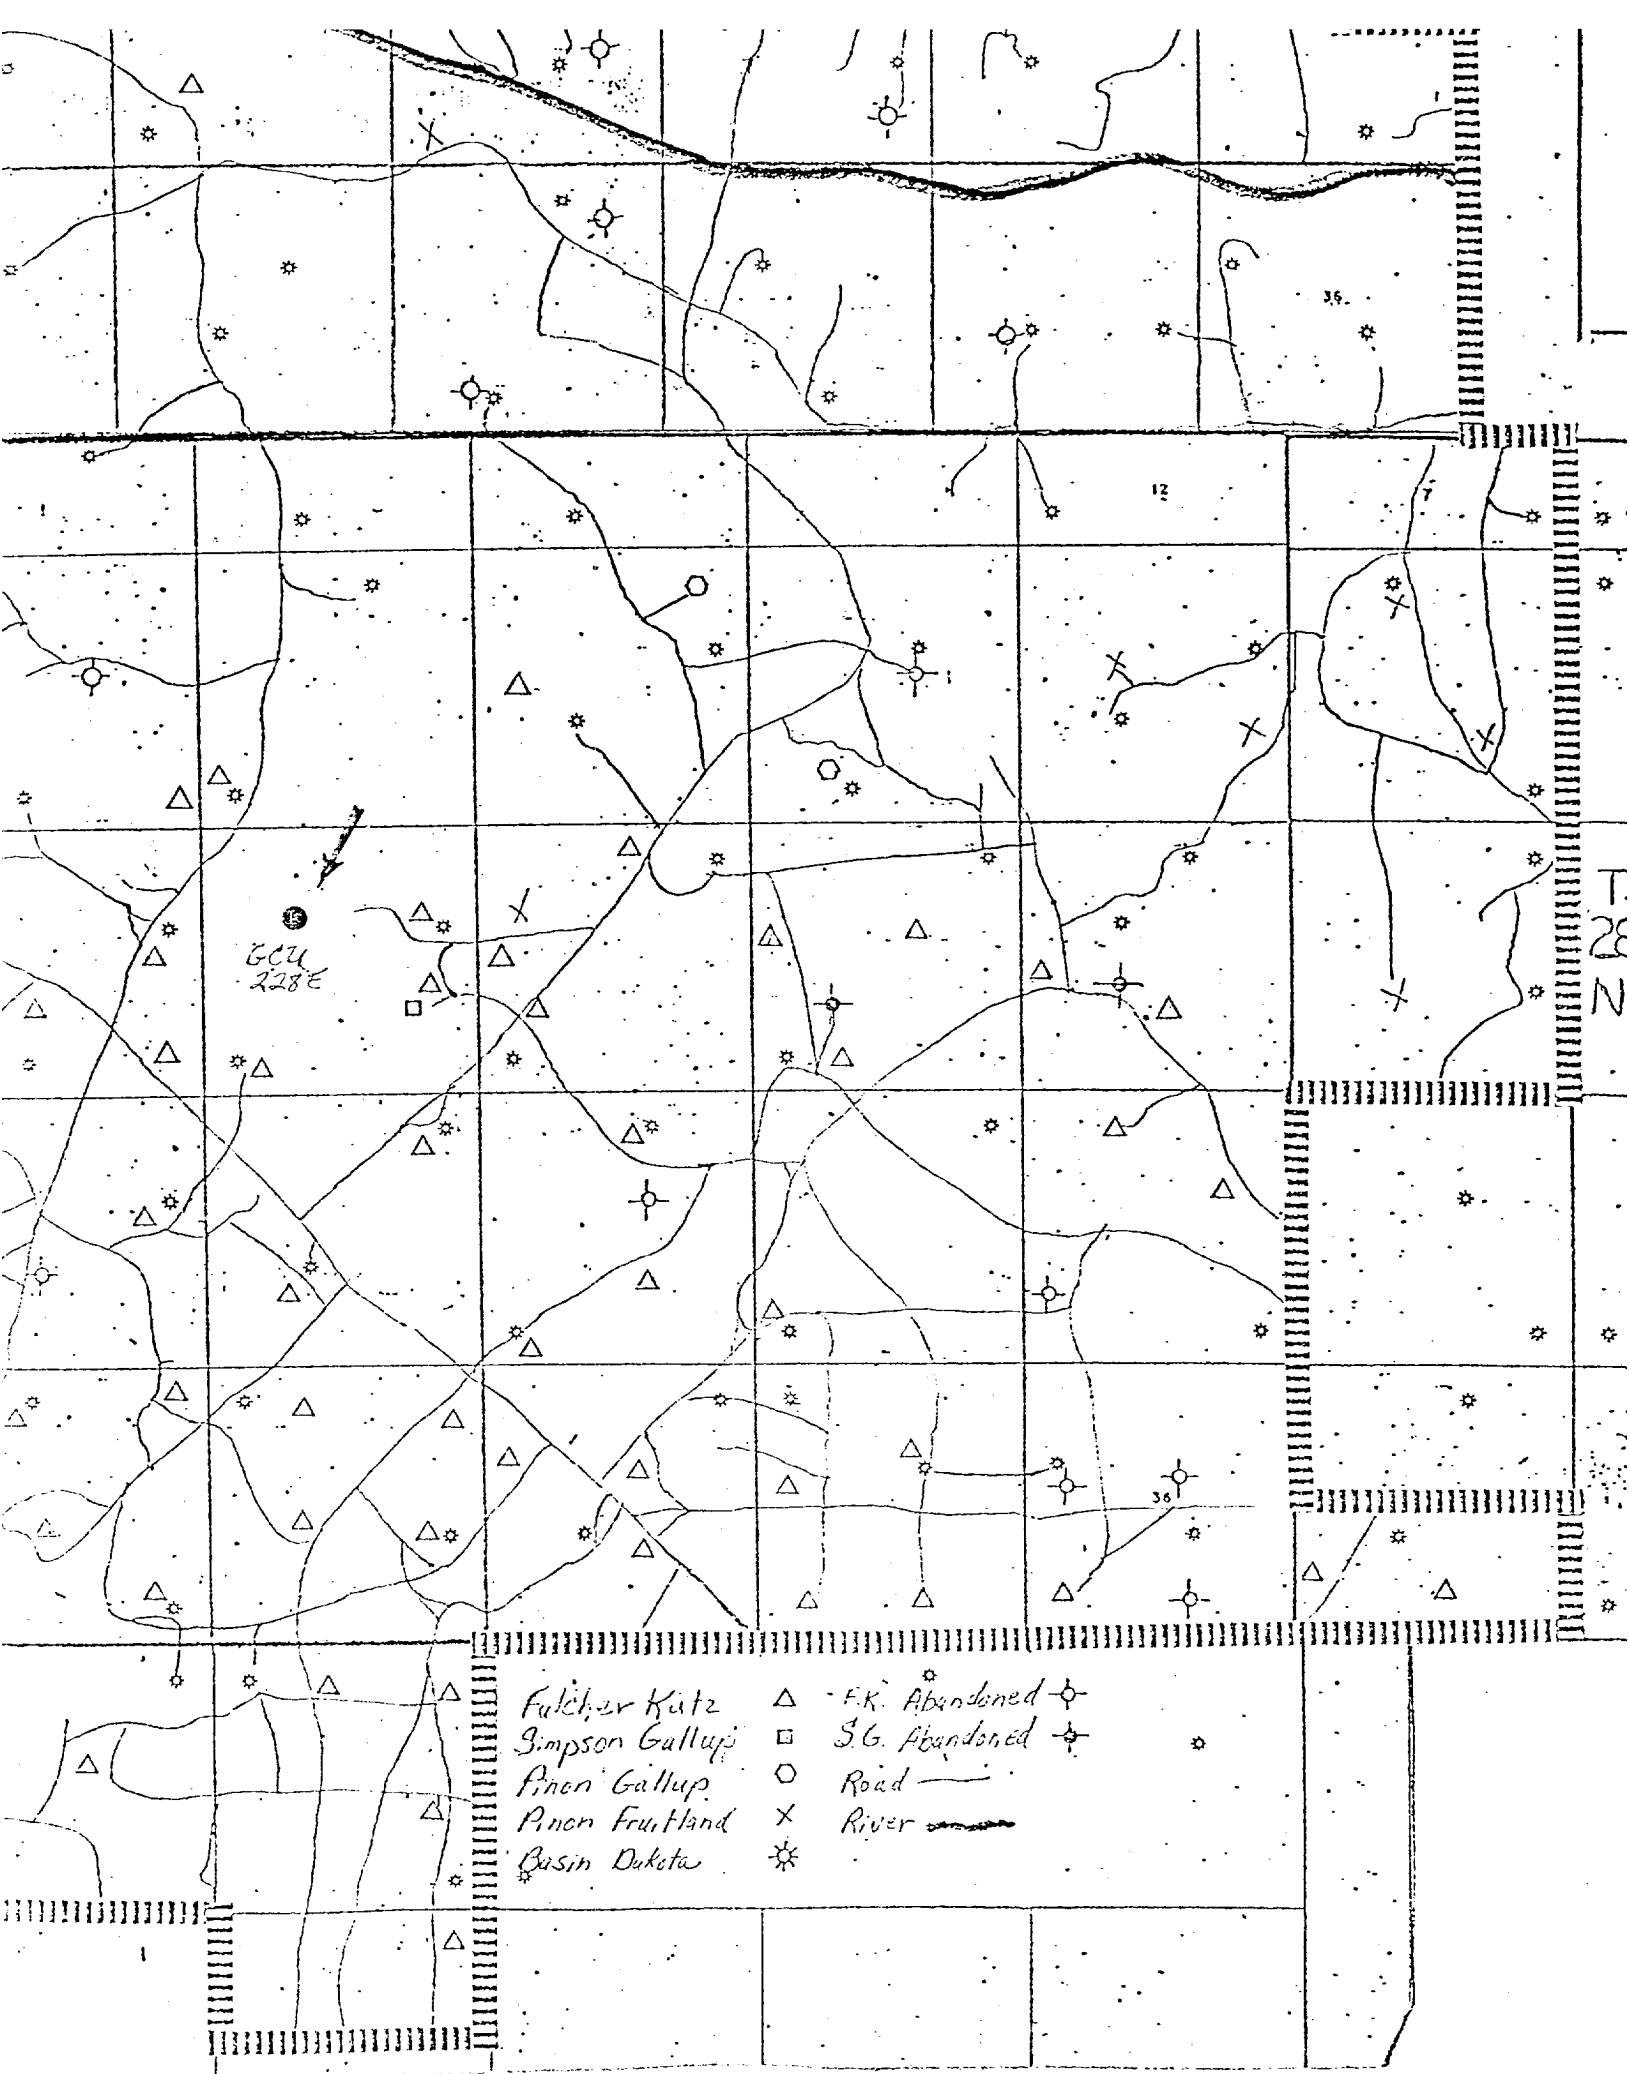 36
12
7
GCU
228E
T.
28
N
36
Fulcher Kutz F.K. Abandoned
Simpson Gallup S.G. Abandoned
Pinon Gallup Road
Pinon Fruitland River
Basin Dakota